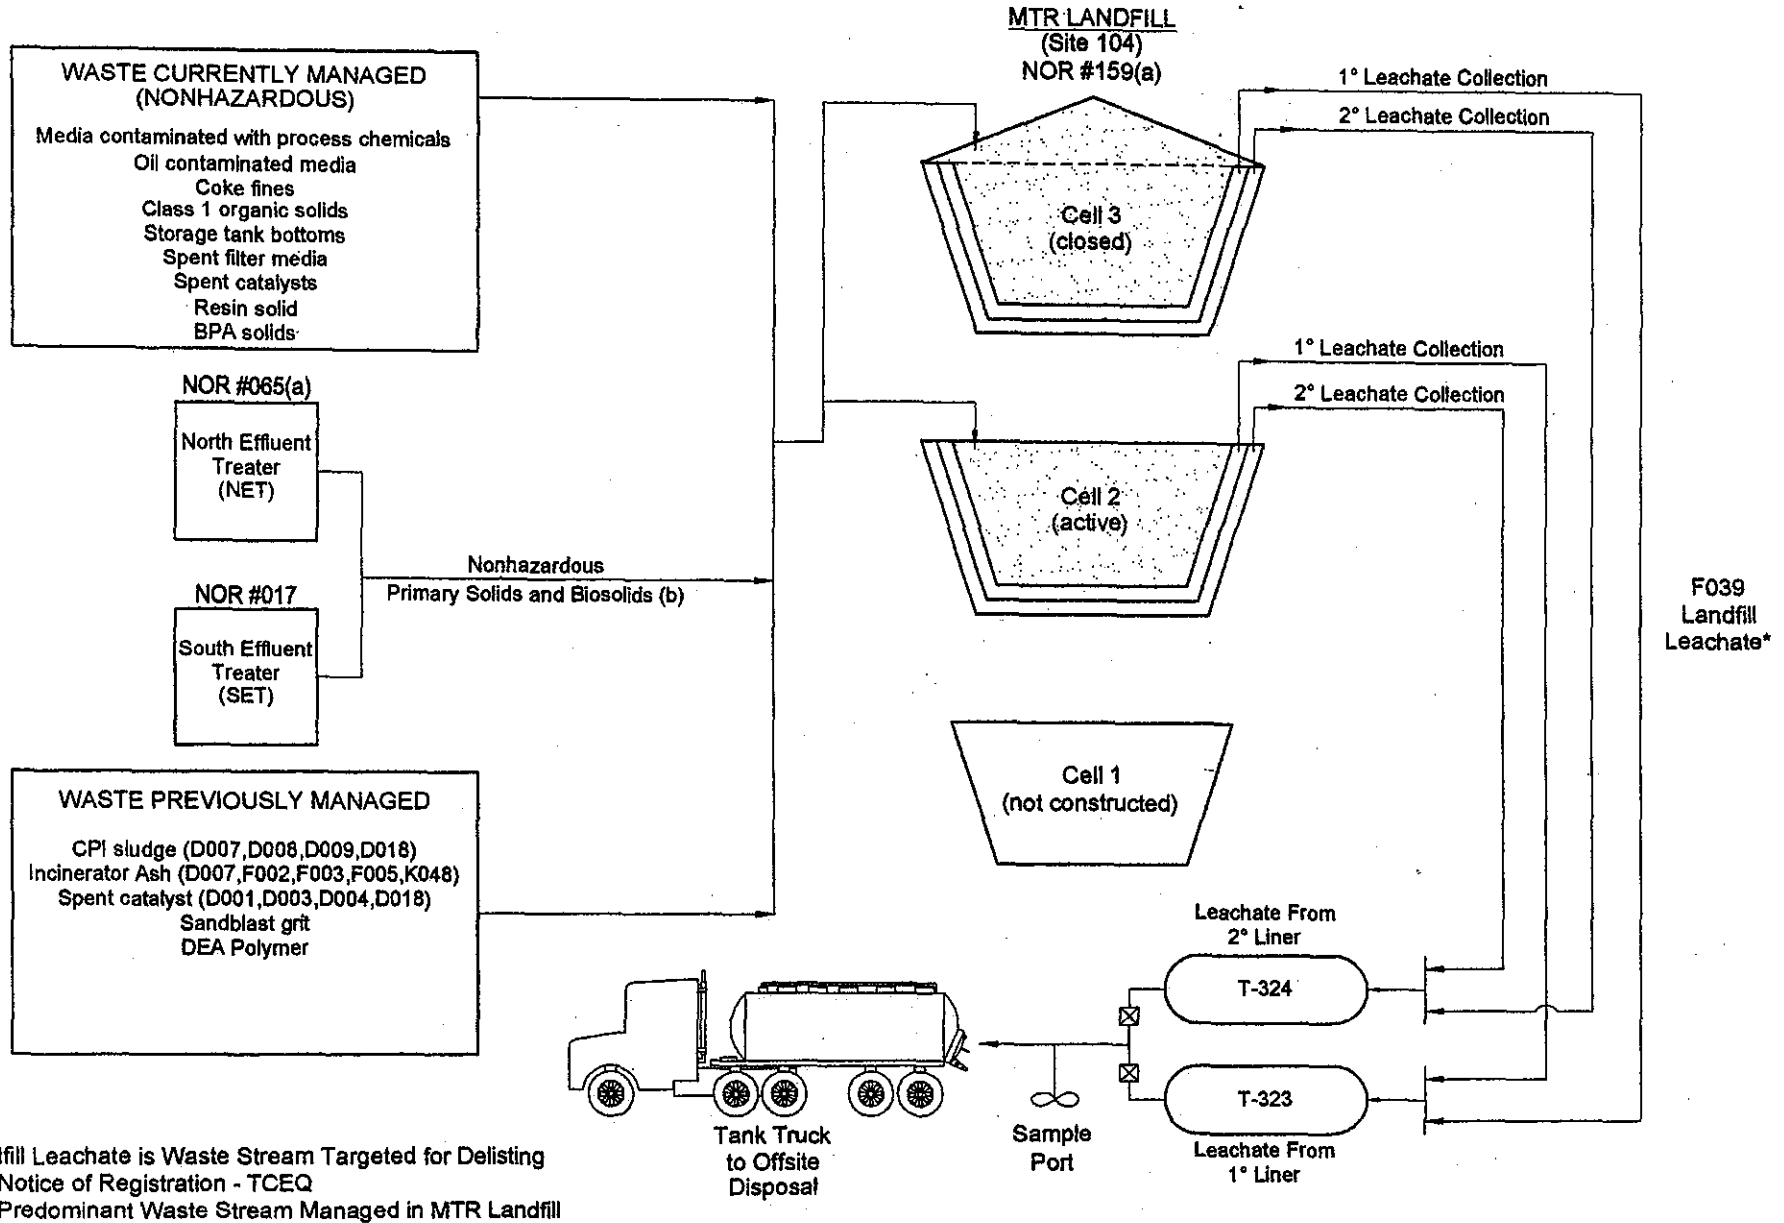 MTR LANDFILL
(Site 104)
NOR #159(a)
WASTE CURRENTLY MANAGED
(NONHAZARDOUS)
Media contaminated with process chemicals
Oil contaminated media
Coke fines
Class 1 organic solids
Storage tank bottoms
Spent filter media
Spent catalysts
Resin solid
BPA solids
1° Leachate Collection
2° Leachate Collection
Cell 3
(closed)
NOR #065(a)
North Effluent
Treater
(NET)
1° Leachate Collection
2° Leachate Collection
Cell 2
(active)
Nonhazardous
Primary Solids and Biosolids (b)
NOR #017
South Effluent
Treater
(SET)
F039
Landfill
Leachate*
Cell 1
(not constructed)
WASTE PREVIOUSLY MANAGED
CPI sludge (D007,D008,D009,D018)
Incinerator Ash (D007,F002,F003,F005,K048)
Spent catalyst (D001,D003,D004,D018)
Sandblast grit
DEA Polymer
Leachate From
2° Liner
T-324
T-323
Leachate From
1° Liner
Sample
Port
Tank Truck
to Offsite
Disposal
Leachate is Waste Stream Targeted for Delisting
Notice of Registration - TCEQ
Predominant Waste Stream Managed in MTR Landfill